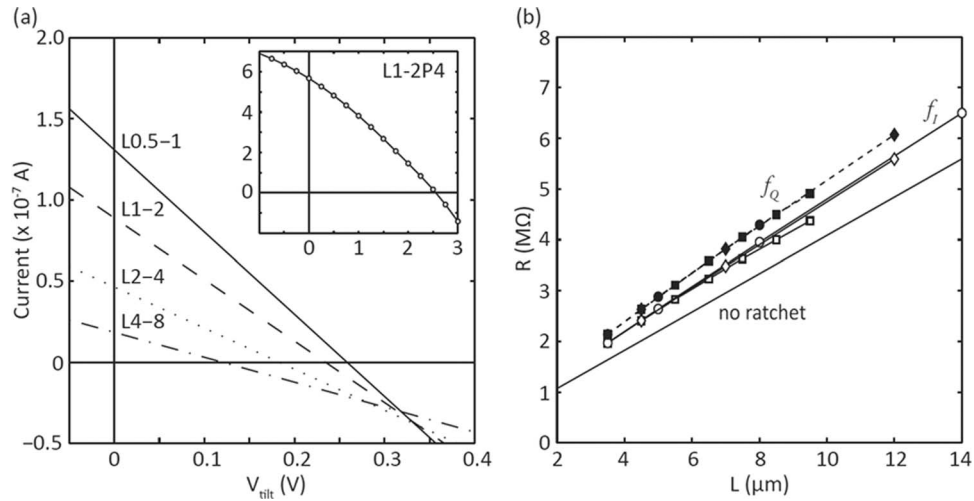 (a)
2.0
1.5
1.0
0.5
0
−0.5
Current (x 10⁻⁷ A)
0
0.1
0.2
0.3
0.4
V_tilt (V)
L0.5−1
L1−2
L2−4
L4−8
L1-2P4
6
4
2
0
0
1
2
3
(b)
8
7
6
5
4
3
2
1
0
R (MΩ)
2
4
6
8
10
12
14
L (μm)
f_I
f_Q
no ratchet